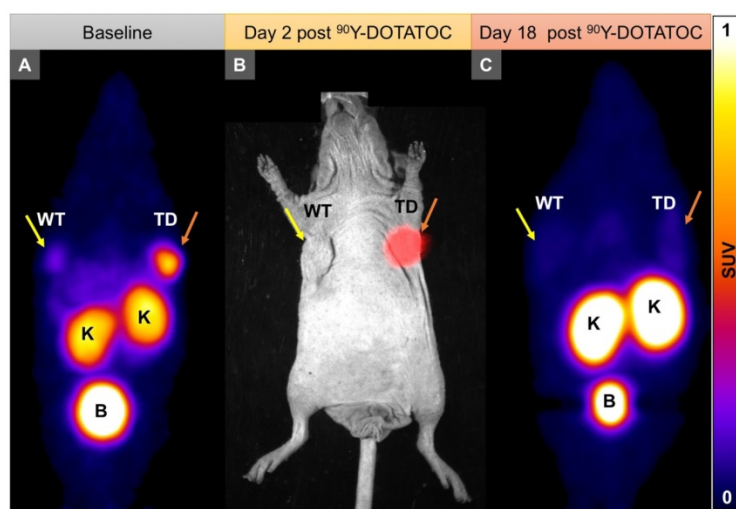 Baseline
Day 2 post ⁹⁰Y-DOTATOC
Day 18 post ⁹⁰Y-DOTATOC
1
A
B
C
WT
TD
WT
TD
WT
TD
SUV
K
K
K
K
B
B
0